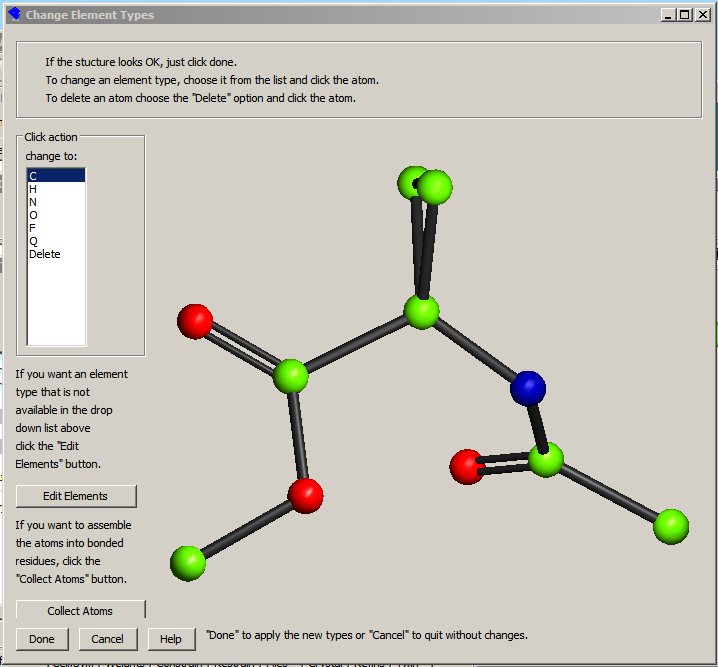 Change Element Types
If the stucture looks OK, just click done.
To change an element type, choose it from the list and click the atom.
To delete an atom choose the "Delete" option and click the atom.
Click action
change to:
C
H
N
O
F
Q
Delete
If you want an element
type that is not
available in the drop
down list above
click the "Edit
Elements" button.
Edit Elements
If you want to assemble
the atoms into bonded
residues, click the
"Collect Atoms" button.
Collect Atoms
Done
Cancel
Help
"Done" to apply the new types or "Cancel" to quit without changes.